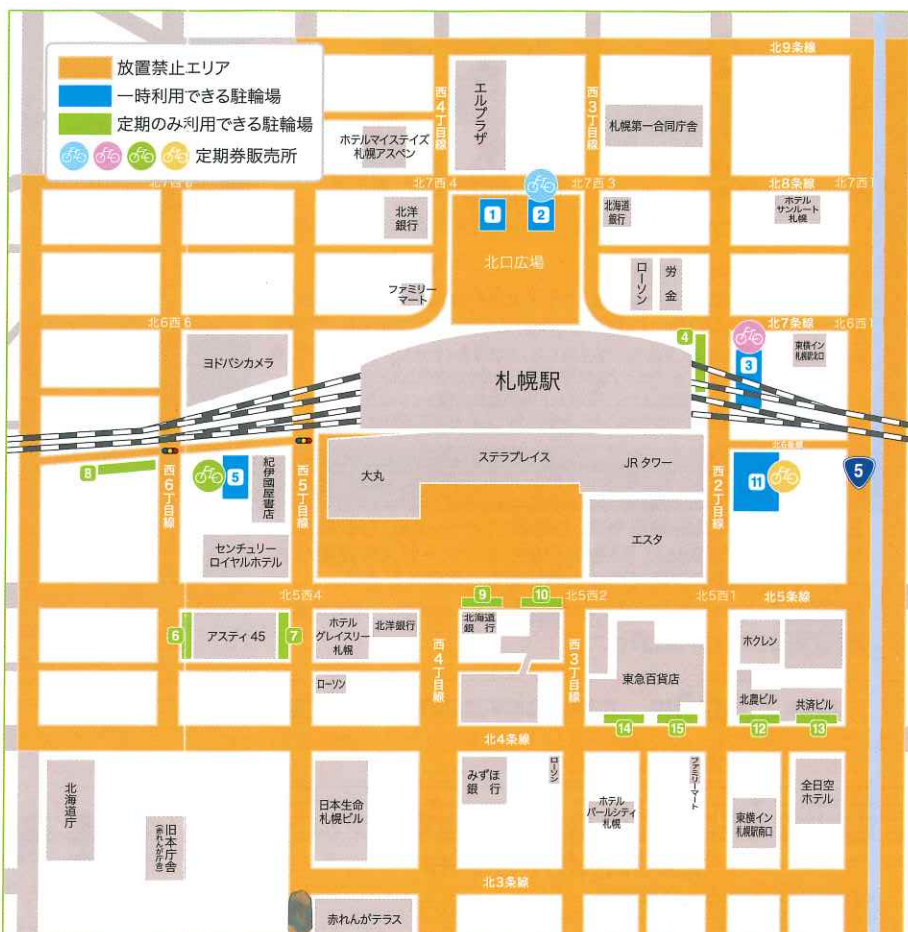 放置禁止エリア
一時利用できる駐輪場
定期のみ利用できる駐輪場
定期券販売所
北9条線
西4丁目線
エルプラザ
西3丁目線
札幌第一合同庁舎
ホテルマイステイズ
札幌アスペン
北7西4
北7西3
北8条線
北7西1
北洋
銀行
1
2
北海道
銀行
ホテル
サンルート
札幌
北口広場
ファミリー
マート
ローソン
労金
北6西6
北7条線
北6西1
ヨドバシカメラ
札幌駅
4
3
東横イン
札幌駅北口
北6条線
8
西6丁目線
5
紀伊國屋書店
西5丁目線
大丸
ステラプレイス
JRタワー
西2丁目線
11
5
センチュリー
ロイヤルホテル
エスタ
北5西4
9
10
北5西2
北5西1
北5条線
6
アスティ45
7
ホテル
グレイスリー
札幌
北洋銀行
西4丁目線
北海道
銀行
西3丁目線
東急百貨店
ホクレン
北農ビル
共済ビル
ローソン
14
15
12
13
北4条線
北海道庁
旧本庁舎
(赤れんが庁舎)
日本生命
札幌ビル
みずほ
銀行
ローソン
ホテル
パールシティ
札幌
ファミリーマート
東横イン
札幌駅南口
全日空
ホテル
北3条線
赤れんがテラス